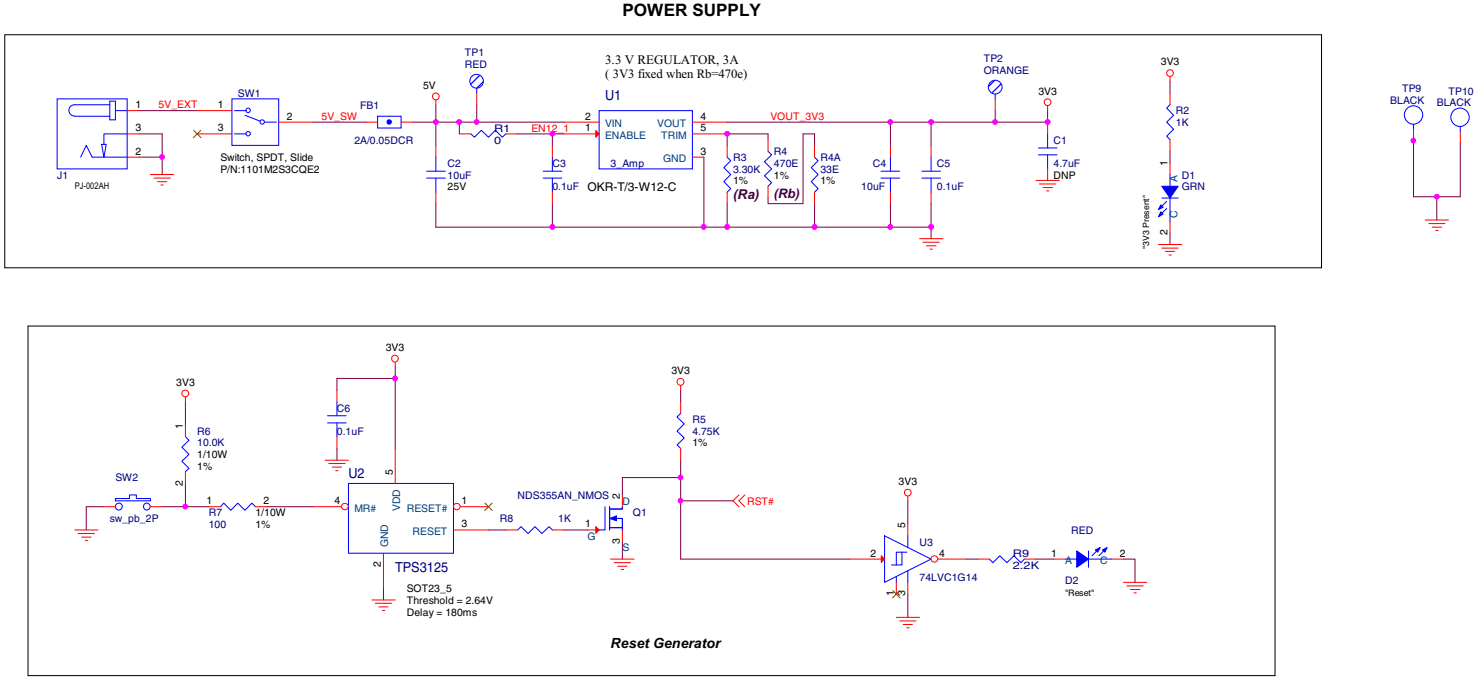 POWER SUPPLY
TP1
RED
3.3 V REGULATOR, 3A
( 3V3 fixed when Rb=470e)
TP2
ORANGE
3V3
TP9
BLACK
TP10
BLACK
5V
U1
3V3
SW1
FB1
R2
1K
1
5V_EXT
1
2
5V_SW
2
VIN
VOUT
4
VOUT_3V3
R1
0
EN12_1
1
ENABLE
TRIM
5
3
3
2A/0.05DCR
GND
3
C1
4.7uF
DNP
2
Switch, SPDT, Slide
P/N:1101M2S3CQE2
C2
10uF
25V
C3
0.1uF
3_Amp
R3
3.30K
1%
(Ra)
R4
470E
1%
(Rb)
R4A
33E
1%
C4
10uF
C5
0.1uF
1
D1
GRN
A
C
2
"3V3 Present"
J1
PJ-002AH
OKR-T/3-W12-C
3V3
3V3
3V3
C6
0.1uF
R5
4.75K
1%
1
R6
10.0K
1/10W
1%
2
U2
5
SW2
sw_pb_2P
1
2
R7
100
1/10W
1%
4
MR#
VDD
RESET#
1
RESET
3
GND
2
NDS355AN_NMOS
R8
1K
1
G
2
D
Q1
3
S
RST#
3V3
5
U3
2
4
74LVC1G14
1
3
R9
2.2K
RED
1
A
C
2
D2
"Reset"
TPS3125
SOT23_5
Threshold = 2.64V
Delay = 180ms
Reset Generator